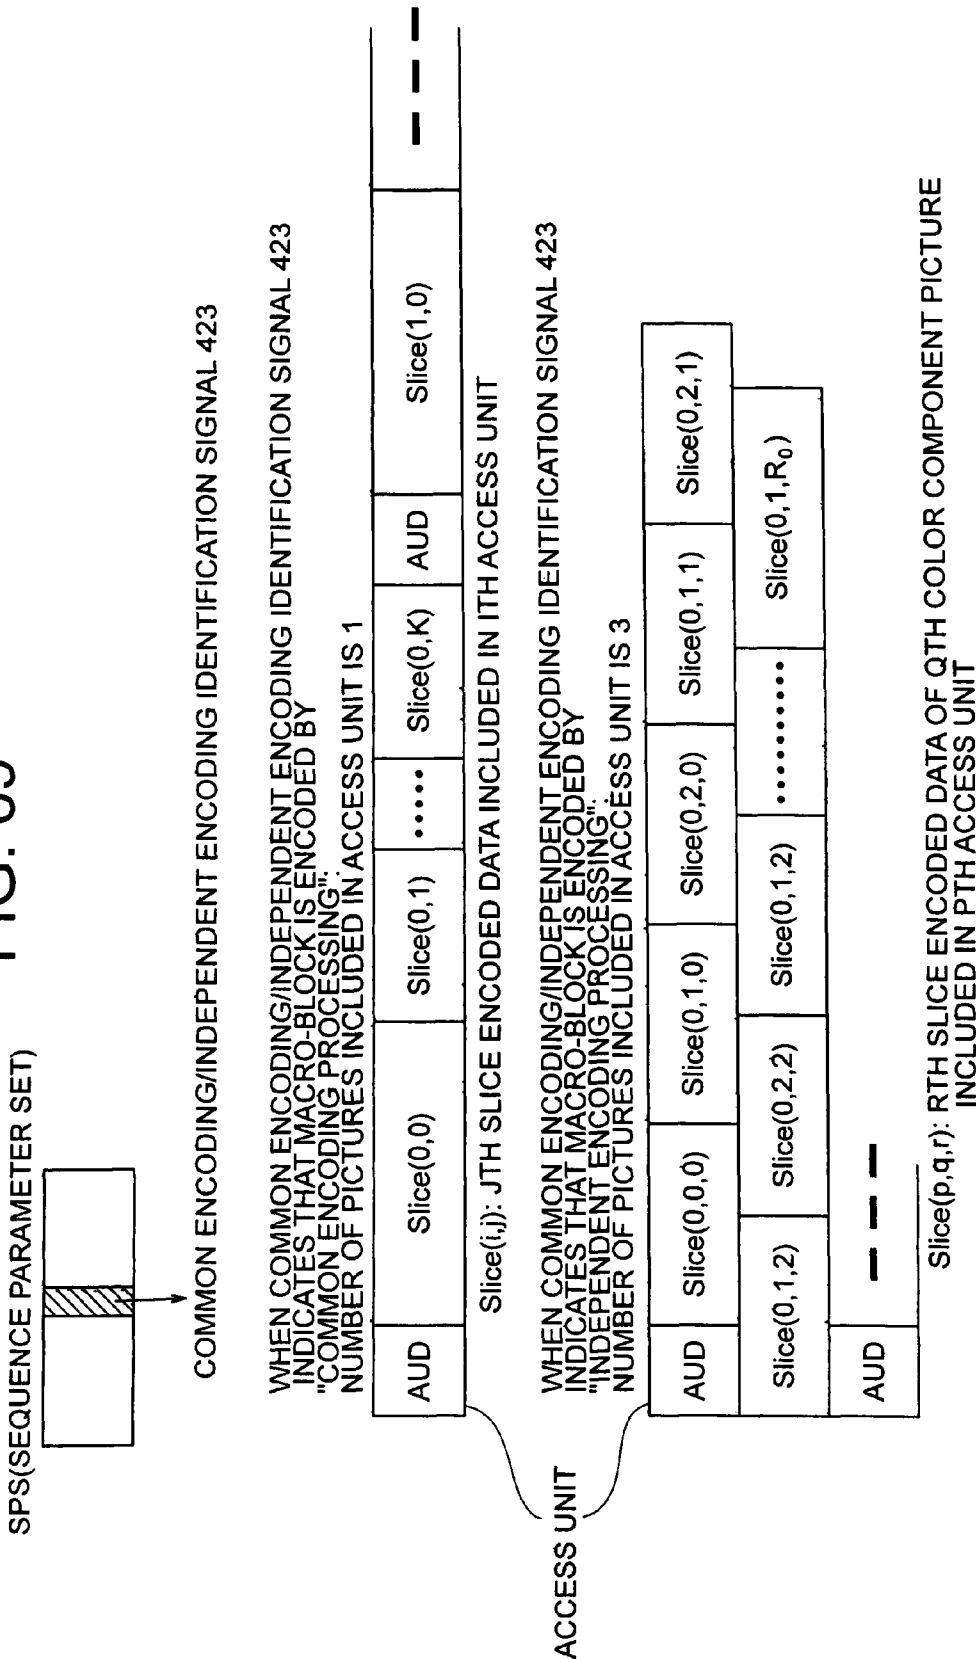 SPS(SEQUENCE PARAMETER SET)
COMMON ENCODING/INDEPENDENT ENCODING IDENTIFICATION SIGNAL 423
WHEN COMMON ENCODING/INDEPENDENT ENCODING IDENTIFICATION SIGNAL 423
INDICATES THAT MACRO-BLOCK IS ENCODED BY
"COMMON ENCODING PROCESSING":
NUMBER OF PICTURES INCLUDED IN ACCESS UNIT IS 1
AUD Slice(0,0) Slice(0,1) ••••• Slice(0,K) AUD Slice(1,0)
Slice(i,j): JTH SLICE ENCODED DATA INCLUDED IN ITH ACCESS UNIT
ACCESS UNIT
WHEN COMMON ENCODING/INDEPENDENT ENCODING IDENTIFICATION SIGNAL 423
INDICATES THAT MACRO-BLOCK IS ENCODED BY
"INDEPENDENT ENCODING PROCESSING":
NUMBER OF PICTURES INCLUDED IN ACCESS UNIT IS 3
AUD Slice(0,0,0) Slice(0,1,0) Slice(0,2,0) Slice(0,1,1) Slice(0,2,1)
Slice(0,1,2) Slice(0,2,2) Slice(0,1,2) •••••••••• Slice(0,1,R₀)
AUD
Slice(p,q,r): RTH SLICE ENCODED DATA OF QTH COLOR COMPONENT PICTURE
INCLUDED IN PTH ACCESS UNIT